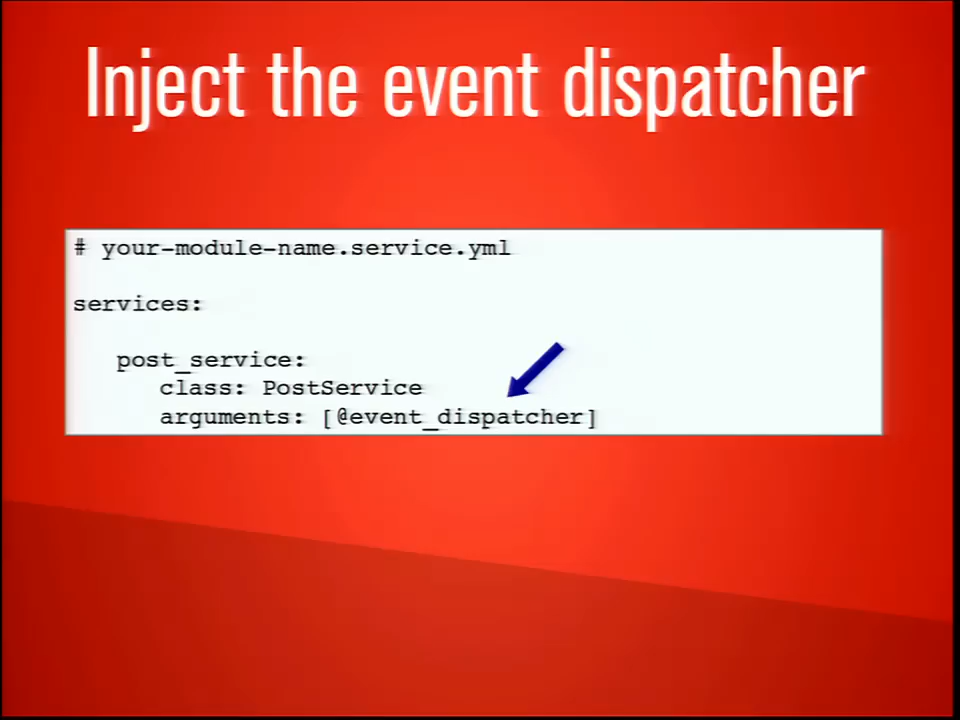 Inject the event dispatcher
# your-module-name.service.yml
services:
post_service:
class: PostService
arguments: [@event_dispatcher]